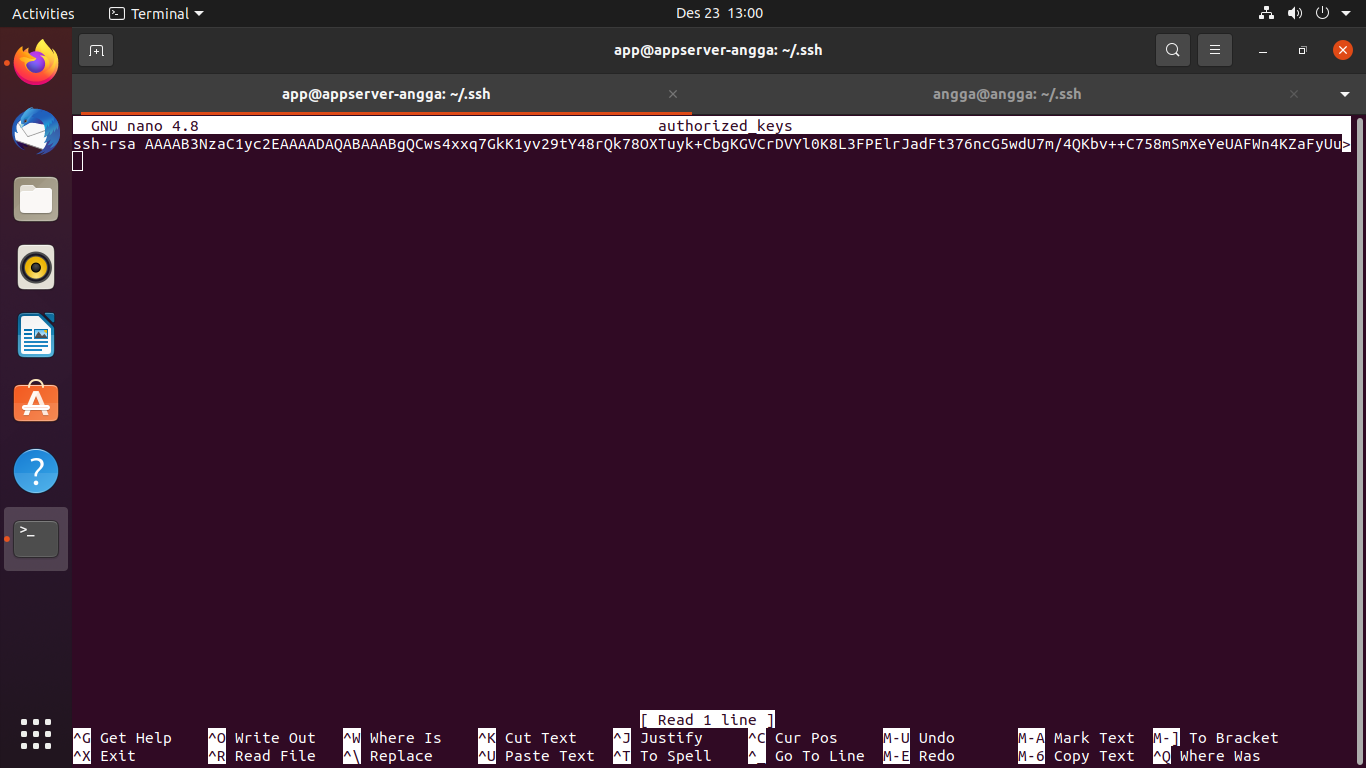 Activities Terminal Des 23 13:00
app@appserver-angga: ~/.ssh
app@appserver-angga: ~/.ssh angga@angga: ~/.ssh
GNU nano 4.8 authorized_keys
ssh-rsa AAAAB3NzaC1yc2EAAAADAQABAAABgQCws4xxq7GkK1yv29tY48rQk78OXTuyk+CbgKGVCrDVYl0K8L3FPElrJadFt376ncG5wdU7m/4QKbv++C758mSmXeYeUAFWn4KZaFyUu>
[ Read 1 line ]
^G Get Help ^O Write Out ^W Where Is ^K Cut Text ^J Justify ^C Cur Pos M-U Undo M-A Mark Text M-] To Bracket
^X Exit ^R Read File ^\ Replace ^U Paste Text ^T To Spell ^_ Go To Line M-E Redo M-6 Copy Text ^Q Where Was